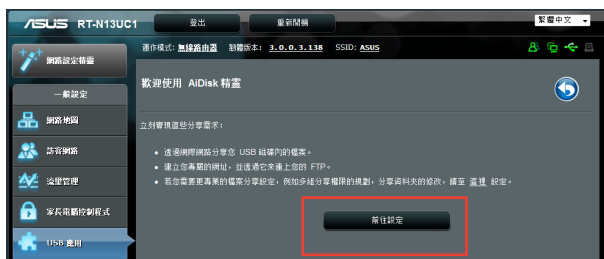 ASUS RT-N13UC1 登出 重新開機 繁體中文
運作模式: 無線路由器 韌體版本: 3.0.0.3.138 SSID: ASUS
網路設定精靈
一般設定
網路地圖
訪客網路
流量管理
家長電腦控制程式
USB 應用
歡迎使用 AiDisk 精靈
立刻實現這些分享需求:
• 透過網際網路分享您 USB 磁碟內的檔案。
• 建立您專屬的網址,並透過它來連上您的 FTP。
• 若您需要更專業的檔案分享設定,例如多組分享權限的規劃,分享資料夾的修改,請至 這裡 設定。
前往設定